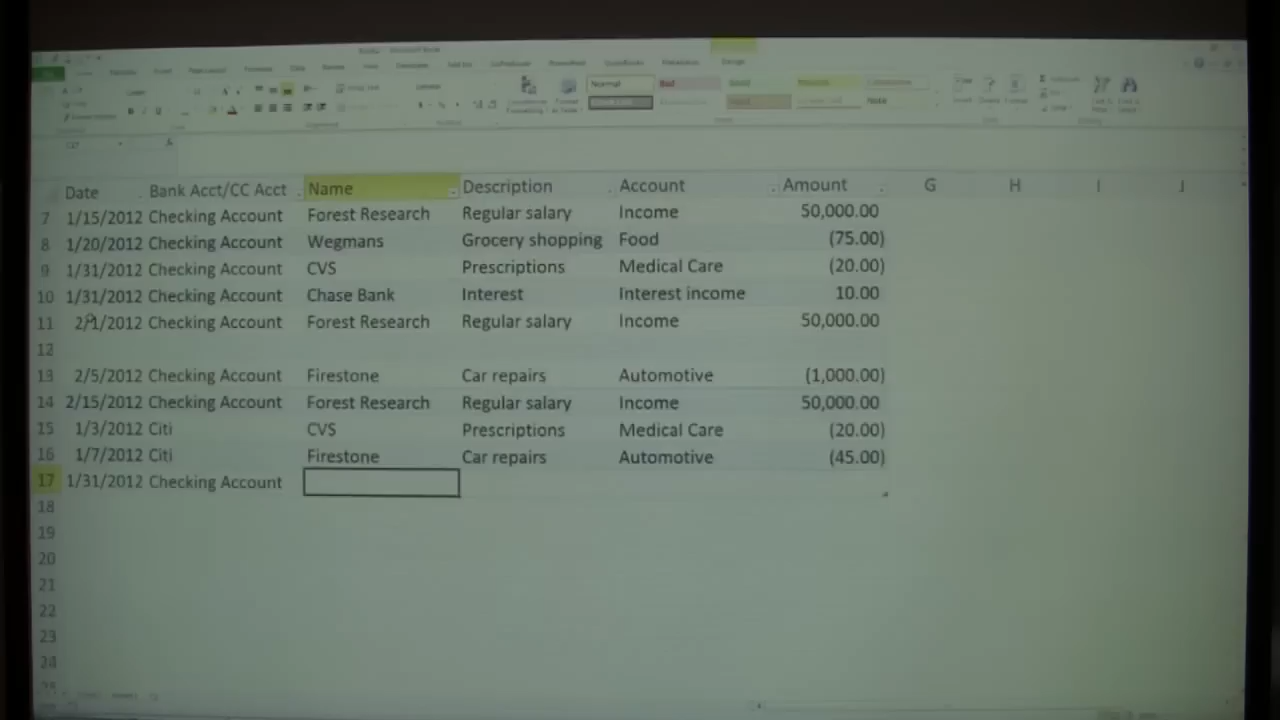 Normal Bad Good
Note
C17
Date Bank Acct/CC Acct Name Description Account Amount G H I J
7 1/15/2012 Checking Account Forest Research Regular salary Income 50,000.00
8 1/20/2012 Checking Account Wegmans Grocery shopping Food (75.00)
9 1/31/2012 Checking Account CVS Prescriptions Medical Care (20.00)
10 1/31/2012 Checking Account Chase Bank Interest Interest income 10.00
11 2/1/2012 Checking Account Forest Research Regular salary Income 50,000.00
12
13 2/5/2012 Checking Account Firestone Car repairs Automotive (1,000.00)
14 2/15/2012 Checking Account Forest Research Regular salary Income 50,000.00
15 1/3/2012 Citi CVS Prescriptions Medical Care (20.00)
16 1/7/2012 Citi Firestone Car repairs Automotive (45.00)
17 1/31/2012 Checking Account
18
19
20
21
22
23
24
25